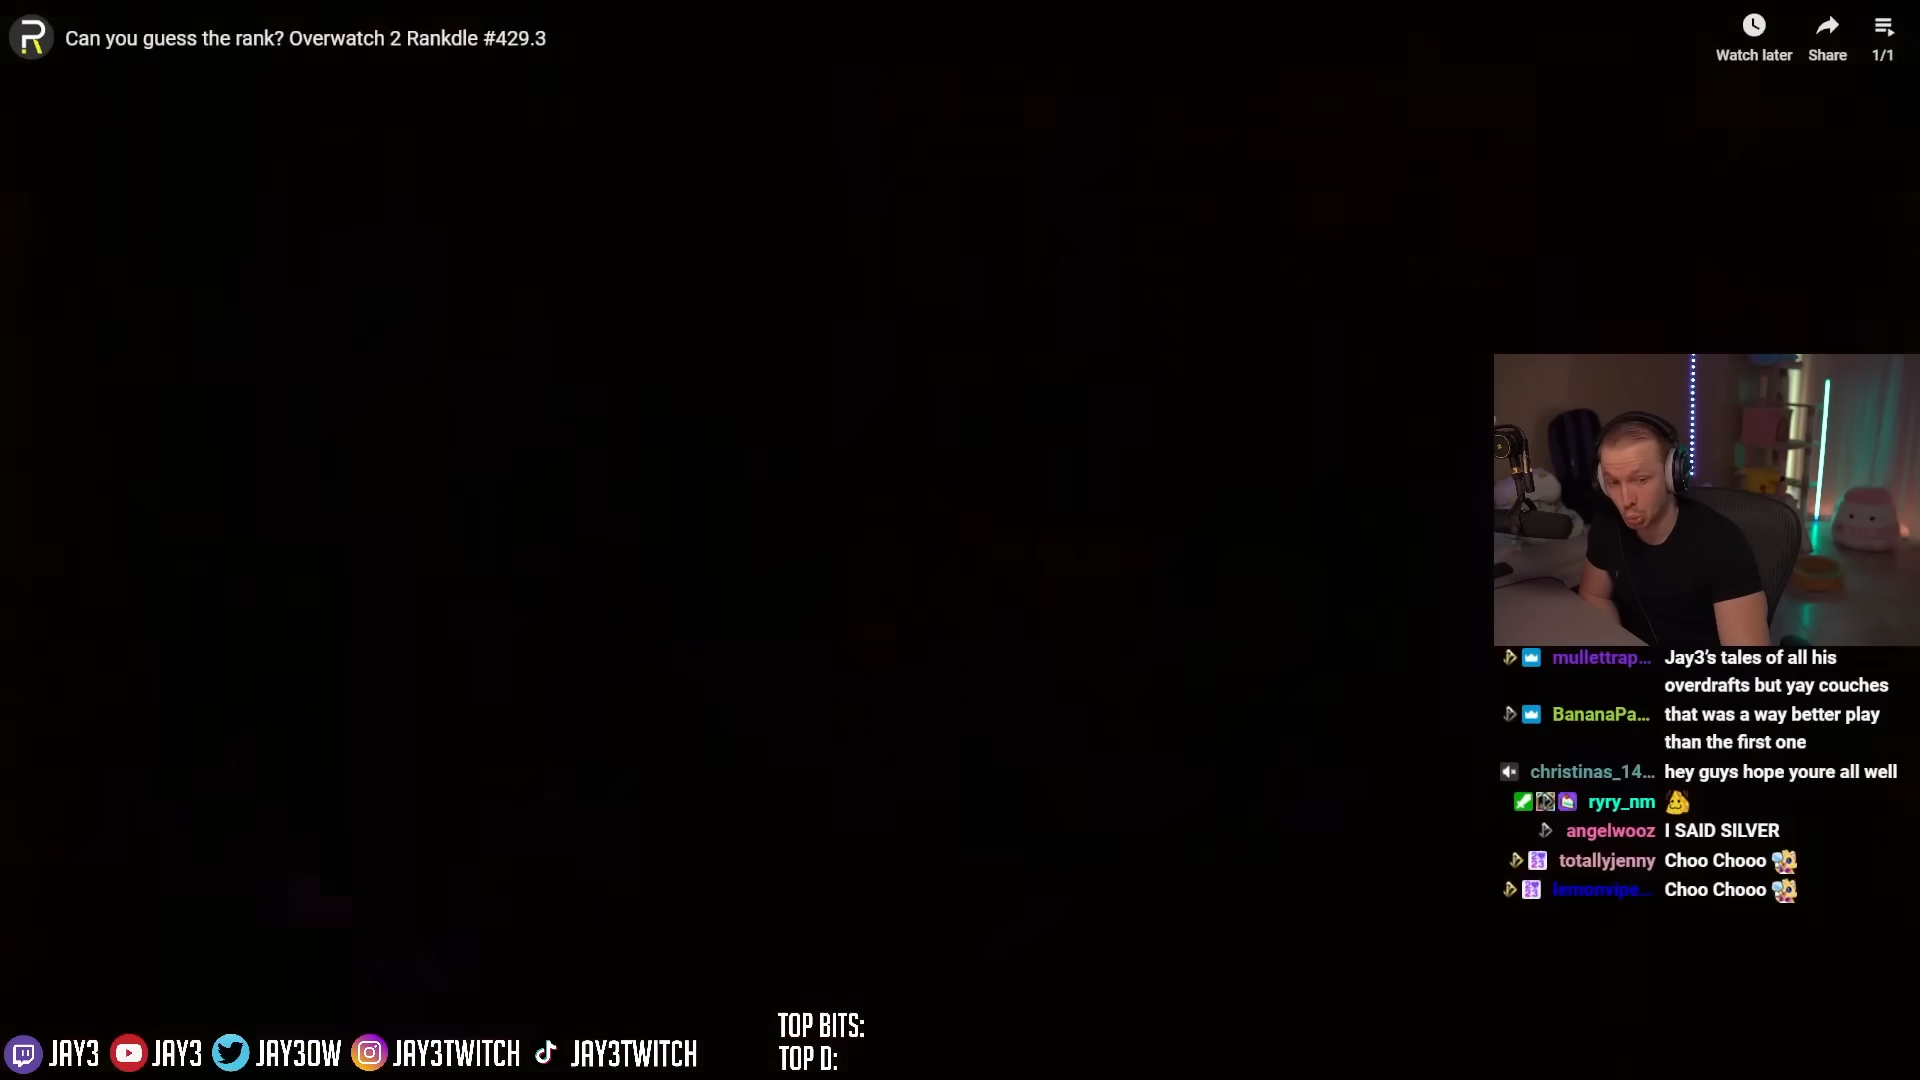 Can you guess the rank? Overwatch 2 Rankdle #429.3
Watch later
Share
1/1
mullettrap... Jay3's tales of all his
overdrafts but yay couches
BananaPa... that was a way better play
than the first one
christinas_14... hey guys hope youre all well
ryry_nm
angelwooz I SAID SILVER
totallyjenny Choo Chooo
lemonvipe... Choo Chooo
TOP BITS:
TOP D:
JAY3 JAY3 JAY3OW JAY3TWITCH JAY3TWITCH